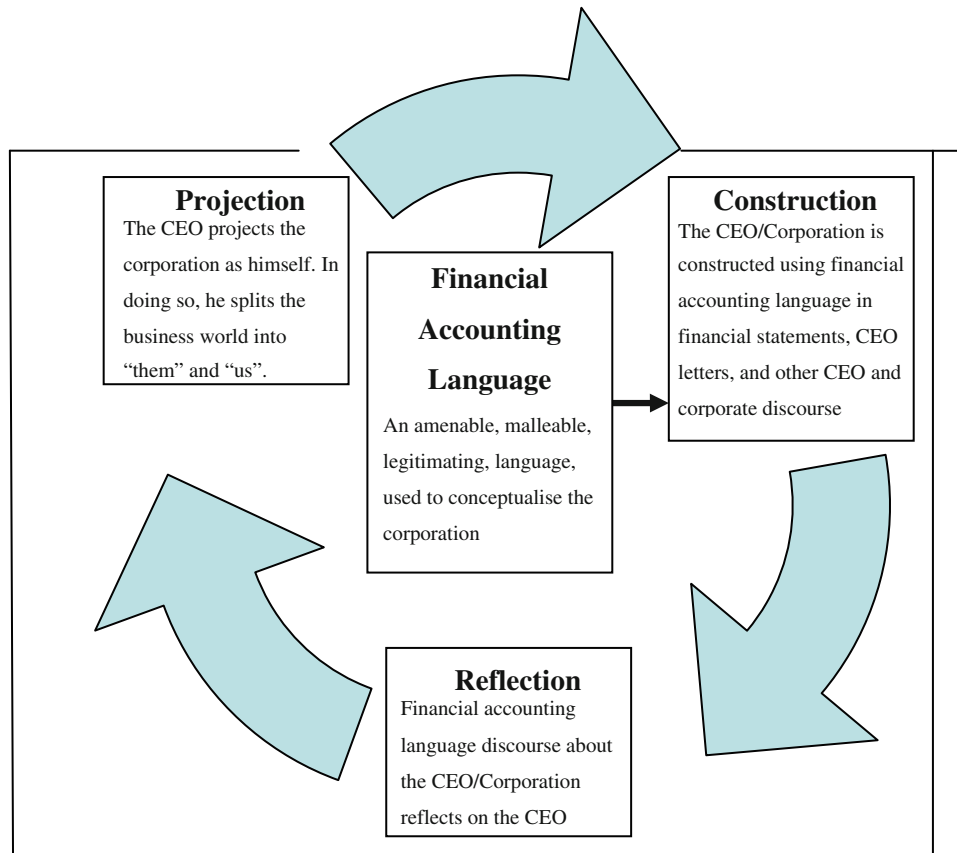 Projection
The CEO projects the
corporation as himself. In
doing so, he splits the
business world into
“them” and “us”.
Financial
Accounting
Language
An amenable, malleable,
legitimating, language,
used to conceptualise the
corporation
Construction
The CEO/Corporation is
constructed using financial
accounting language in
financial statements, CEO
letters, and other CEO and
corporate discourse
Reflection
Financial accounting
language discourse about
the CEO/Corporation
reflects on the CEO